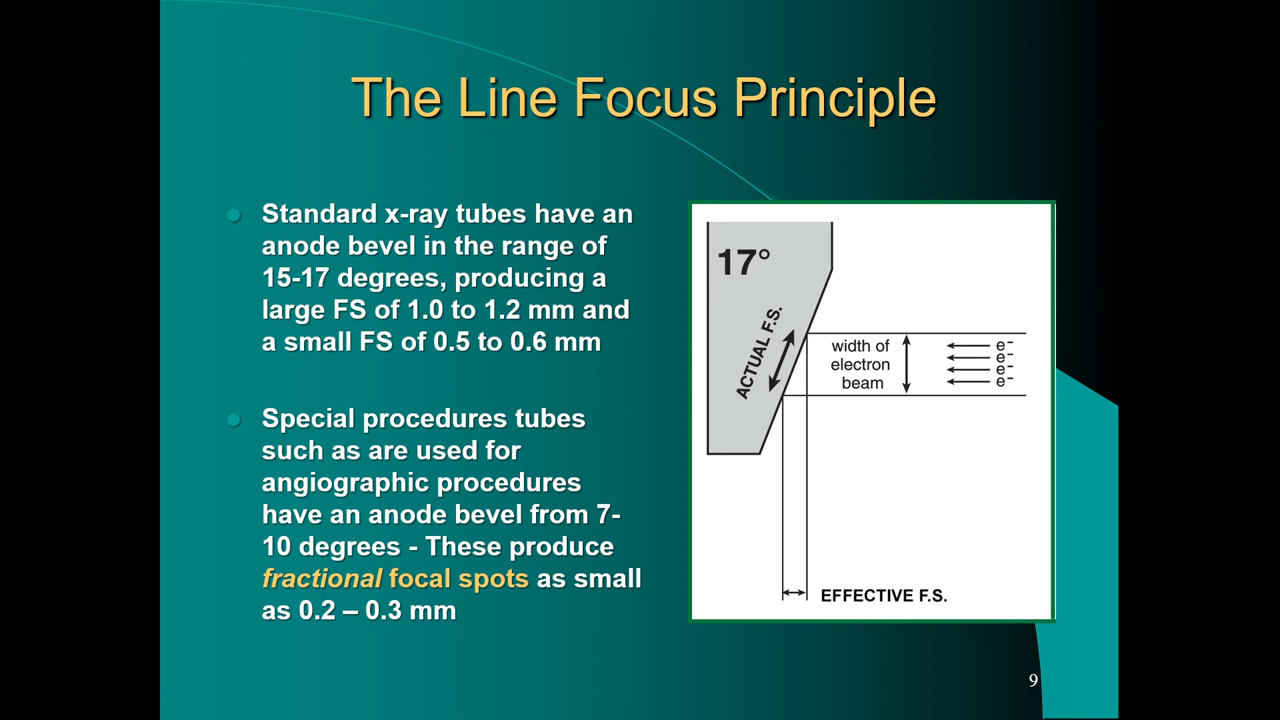 The Line Focus Principle
Standard x-ray tubes have an
anode bevel in the range of
15-17 degrees, producing a
large FS of 1.0 to 1.2 mm and
a small FS of 0.5 to 0.6 mm
Special procedures tubes
such as are used for
angiographic procedures
have an anode bevel from 7-
10 degrees - These produce
fractional focal spots as small
as 0.2 – 0.3 mm
17°
ACTUAL F.S.
width of
electron
beam
e-
e-
e-
e-
EFFECTIVE F.S.
9